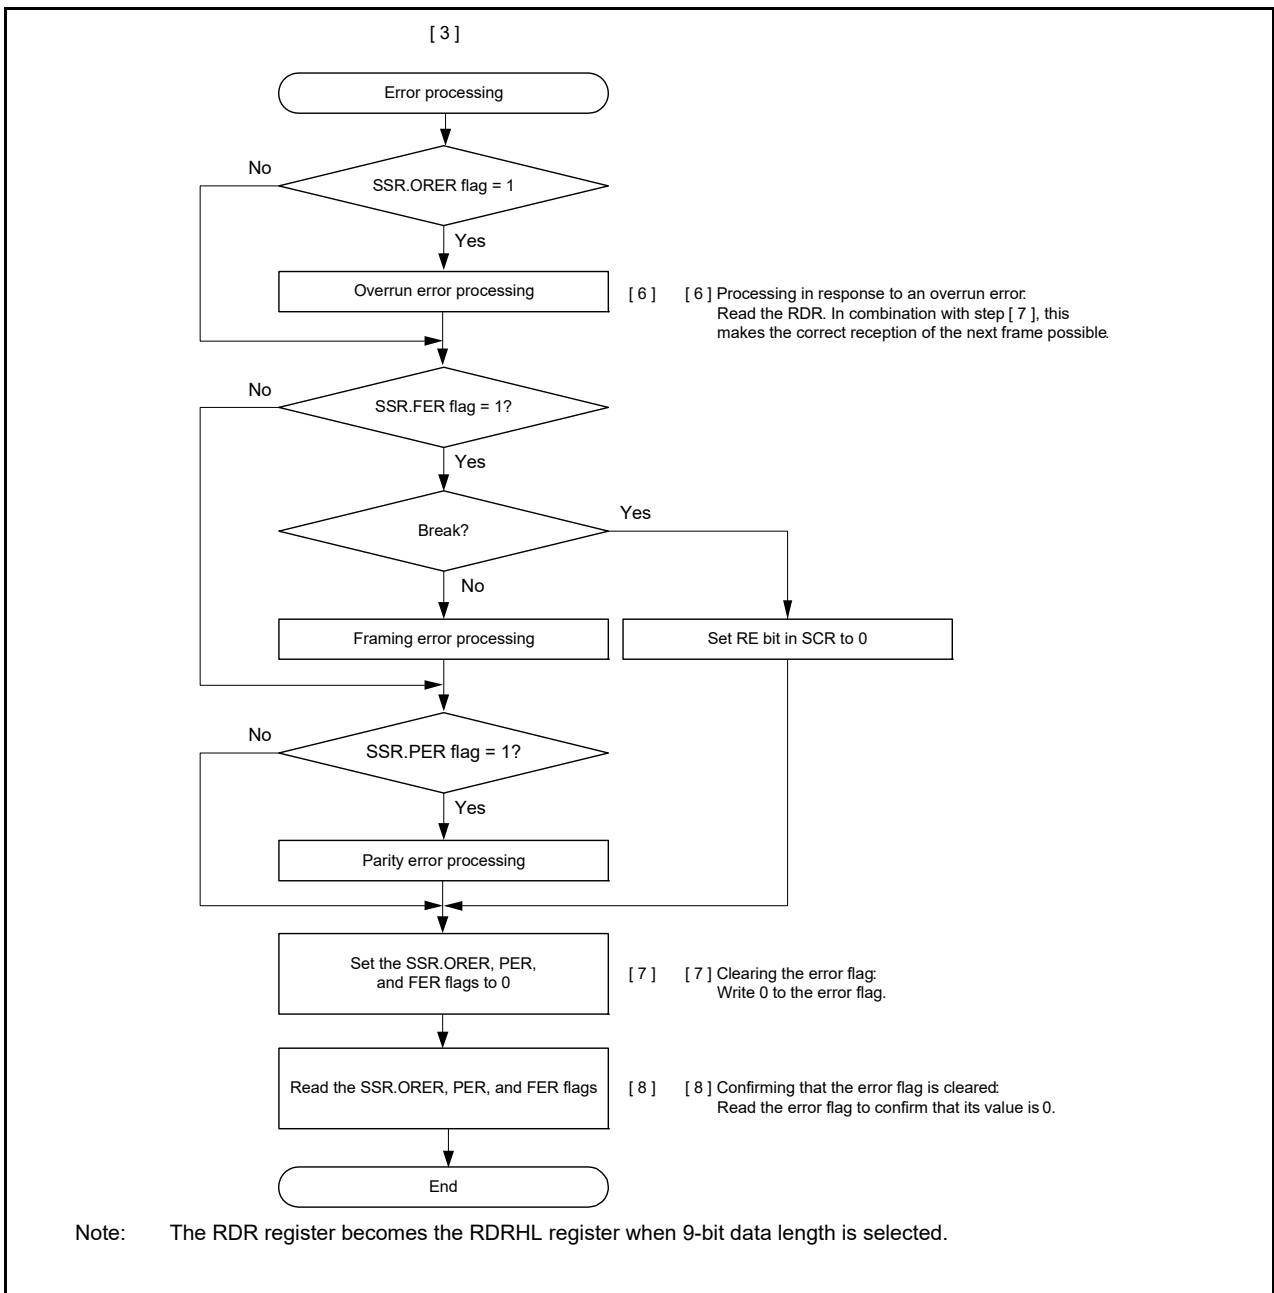 [ 3 ]
Error processing
No
SSR.ORER flag = 1
Yes
Overrun error processing
[ 6 ]
[ 6 ] Processing in response to an overrun error:
Read the RDR. In combination with step [ 7 ], this
makes the correct reception of the next frame possible.
No
SSR.FER flag = 1?
Yes
Break?
Yes
No
Framing error processing
Set RE bit in SCR to 0
No
SSR.PER flag = 1?
Yes
Parity error processing
Set the SSR.ORER, PER,
and FER flags to 0
[ 7 ]
[ 7 ] Clearing the error flag:
Write 0 to the error flag.
Read the SSR.ORER, PER, and FER flags
[ 8 ]
[ 8 ] Confirming that the error flag is cleared:
Read the error flag to confirm that its value is 0.
End
Note: The RDR register becomes the RDRHL register when 9-bit data length is selected.